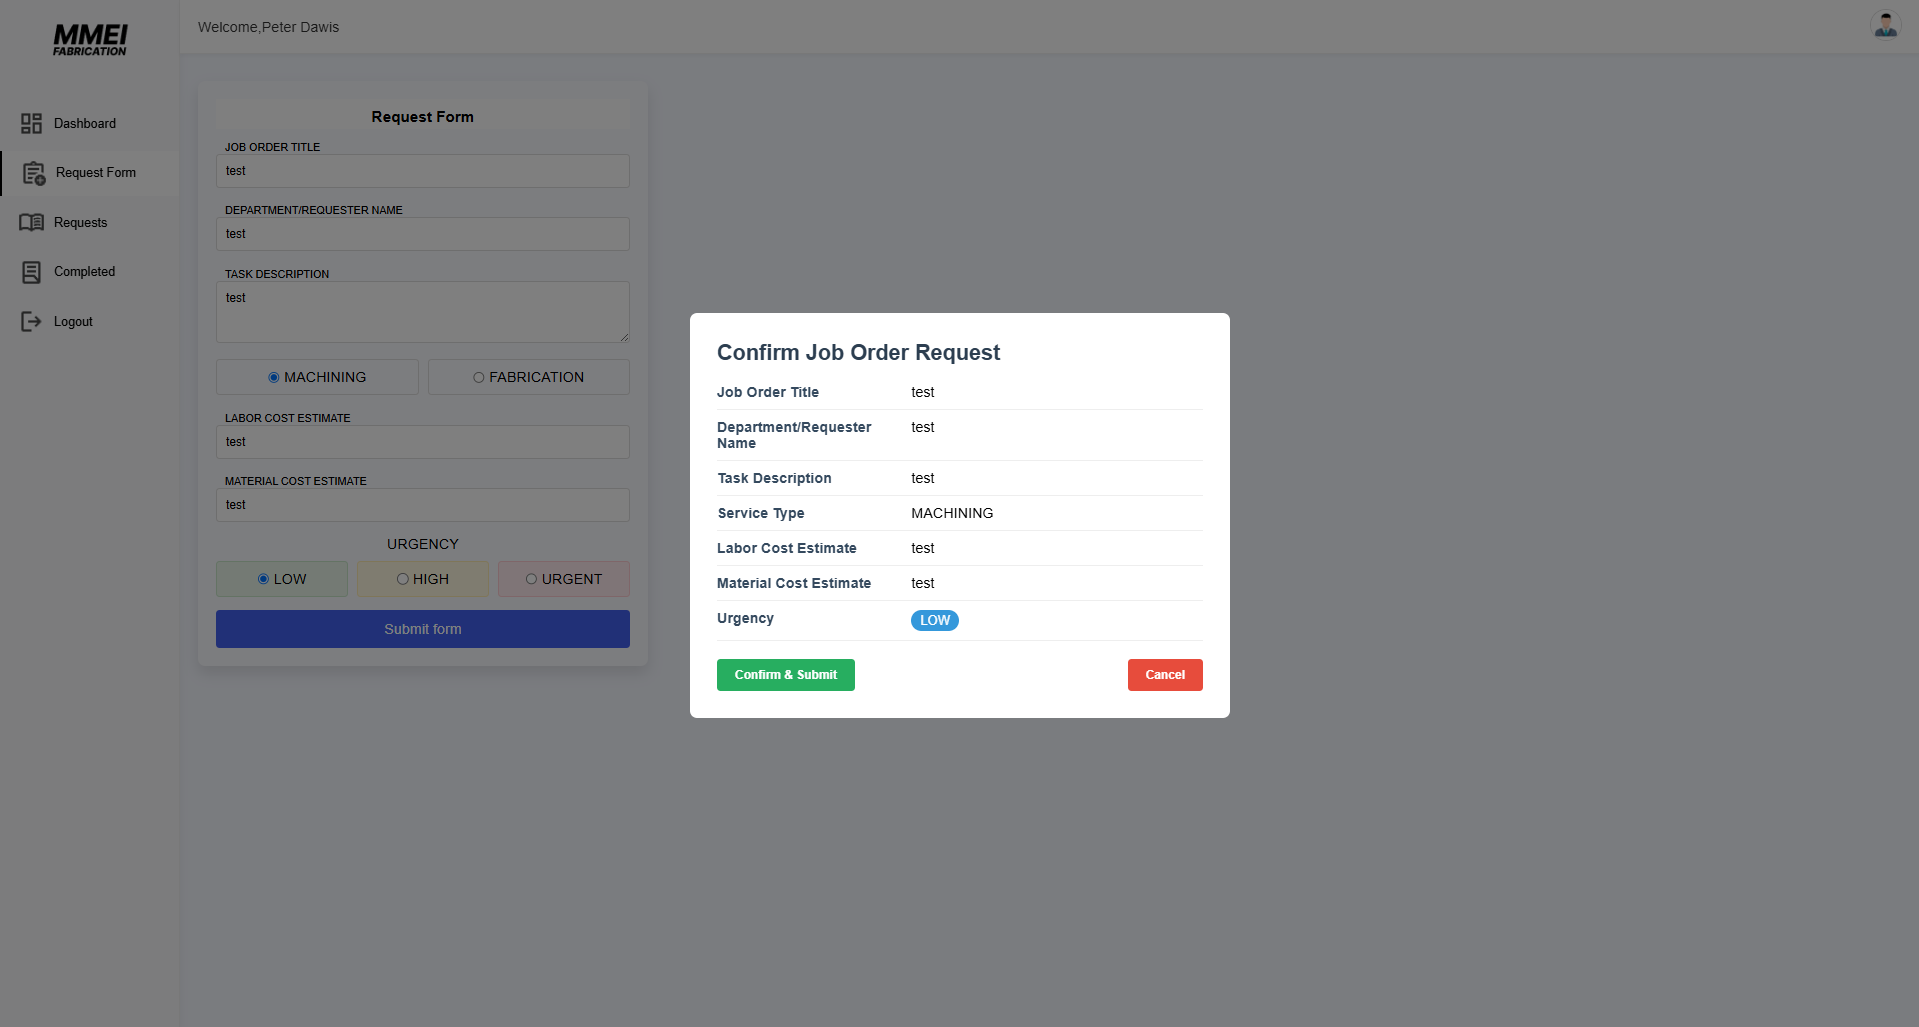 MMEI
FABRICATION
Welcome,Peter Dawis
Dashboard
Request Form
Requests
Completed
Logout
Request Form
JOB ORDER TITLE
test
DEPARTMENT/REQUESTER NAME
test
TASK DESCRIPTION
test
MACHINING
FABRICATION
LABOR COST ESTIMATE
test
MATERIAL COST ESTIMATE
test
URGENCY
LOW
HIGH
URGENT
Submit form
Confirm Job Order Request
Job Order Title test
Department/Requester test
Name
Task Description test
Service Type MACHINING
Labor Cost Estimate test
Material Cost Estimate test
Urgency LOW
Confirm & Submit
Cancel